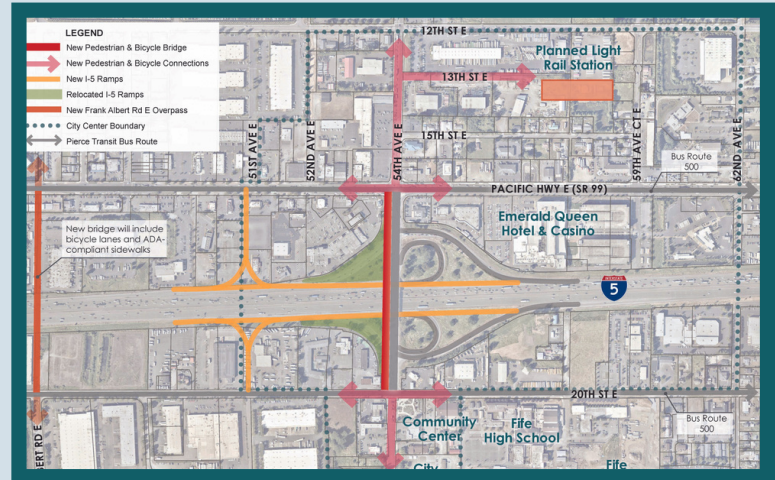 LEGEND
New Pedestrian & Bicycle Bridge
New Pedestrian & Bicycle Connections
New I-5 Ramps
Relocated I-5 Ramps
New Frank Albert Rd E Overpass
City Center Boundary
Pierce Transit Bus Route
12TH ST E
Planned Light
Rail Station
13TH ST E
15TH ST E
51ST AVE E
52ND AVE E
54TH AVE E
59TH AVE CT E
62ND AVE E
Bus Route
500
PACIFIC HWY E (SR 99)
New bridge will include
bicycle lanes and ADA-
compliant sidewalks
Emerald Queen
Hotel & Casino
5
20TH ST E
Bus Route
500
Community
Center
Fife
High School
City
Fife
ERT RD E